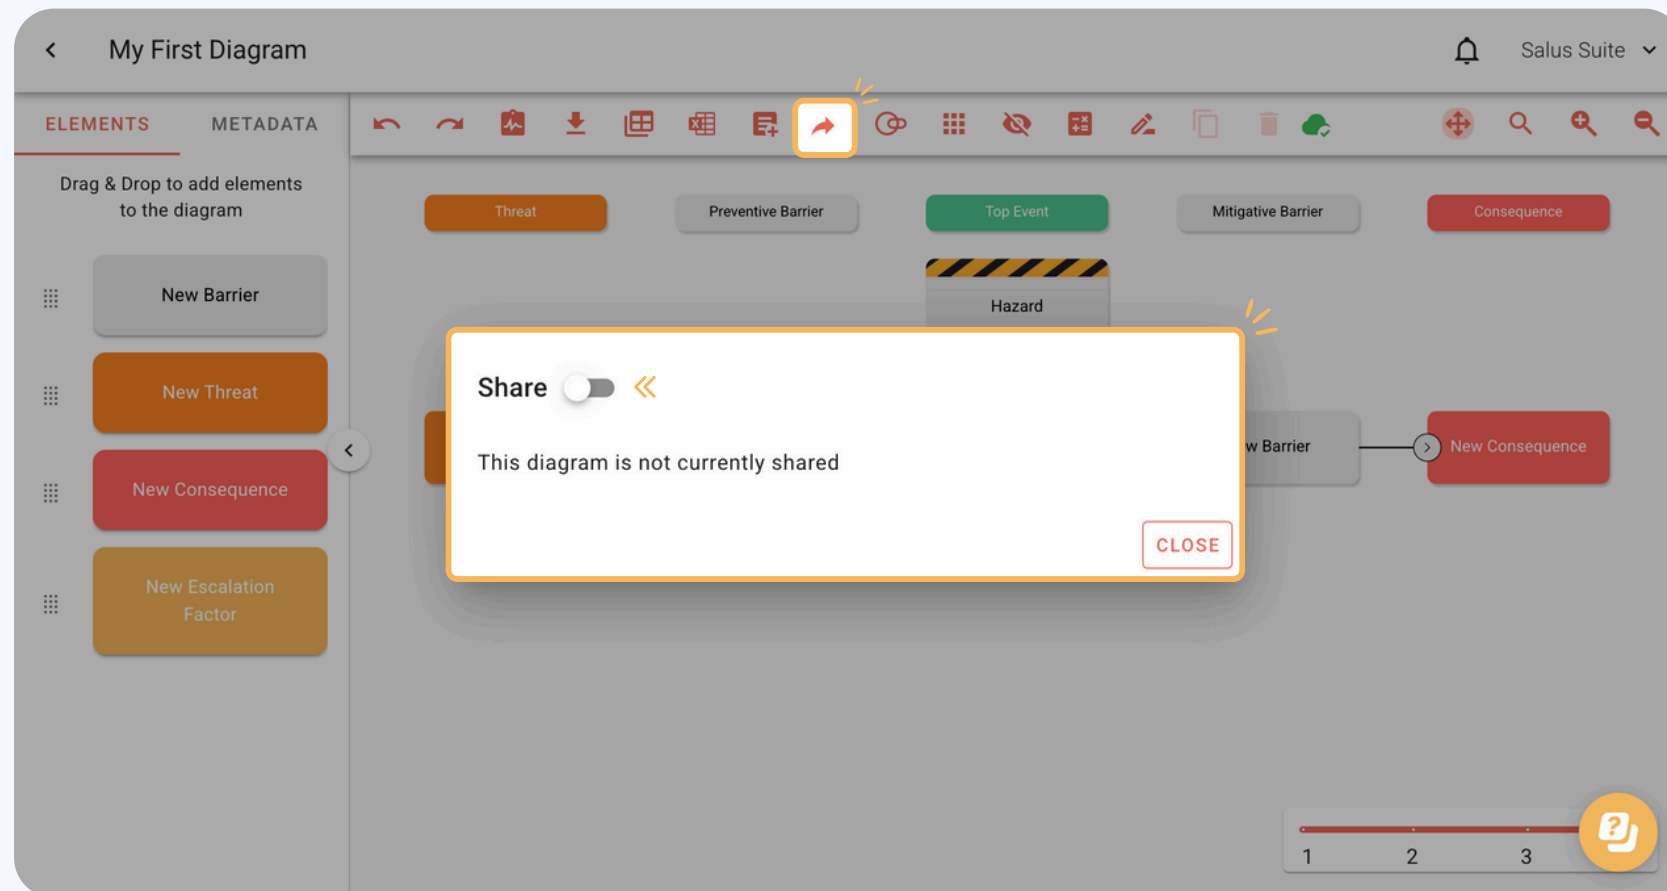 My First Diagram
Salus Suite
ELEMENTS
METADATA
Drag & Drop to add elements
to the diagram
New Barrier
New Threat
New Consequence
New Escalation
Factor
Threat
Preventive Barrier
Top Event
Mitigative Barrier
Consequence
Hazard
Share
This diagram is not currently shared
CLOSE
w Barrier
New Consequence
1
2
3